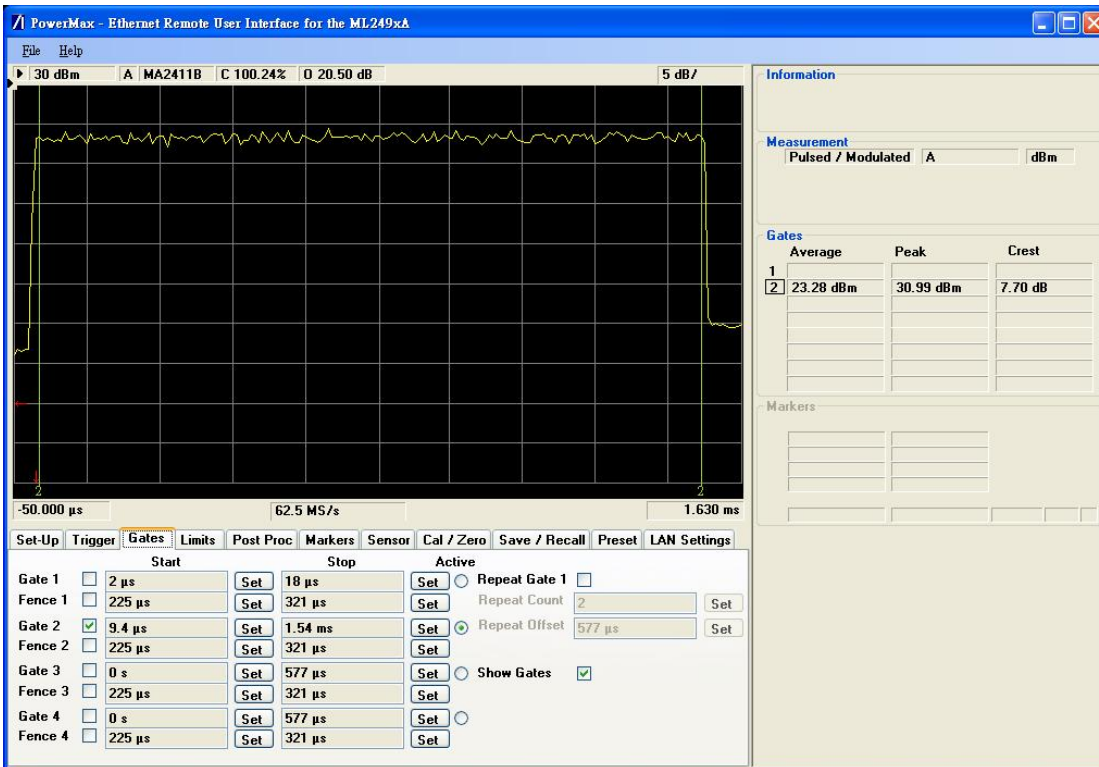 PowerMax - Ethernet Remote User Interface for the ML249xA
File Help
30 dBm A MA2411B C 100.24% O 20.50 dB 5 dB/
2 2
-50.000 µs 62.5 MS/s 1.630 ms
Information
Measurement
Pulsed / Modulated A dBm
Gates
Average Peak Crest
1
2 23.28 dBm 30.99 dBm 7.70 dB
Markers
Set-Up Trigger Gates Limits Post Proc Markers Sensor Cal / Zero Save / Recall Preset LAN Settings
Start Stop Active
Gate 1 2 µs Set 18 µs Set Repeat Gate 1
Fence 1 225 µs Set 321 µs Set Repeat Count 2 Set
Gate 2 9.4 µs Set 1.54 ms Set Repeat Offset 577 µs Set
Fence 2 225 µs Set 321 µs Set
Gate 3 0 s Set 577 µs Set Show Gates
Fence 3 225 µs Set 321 µs Set
Gate 4 0 s Set 577 µs Set
Fence 4 225 µs Set 321 µs Set